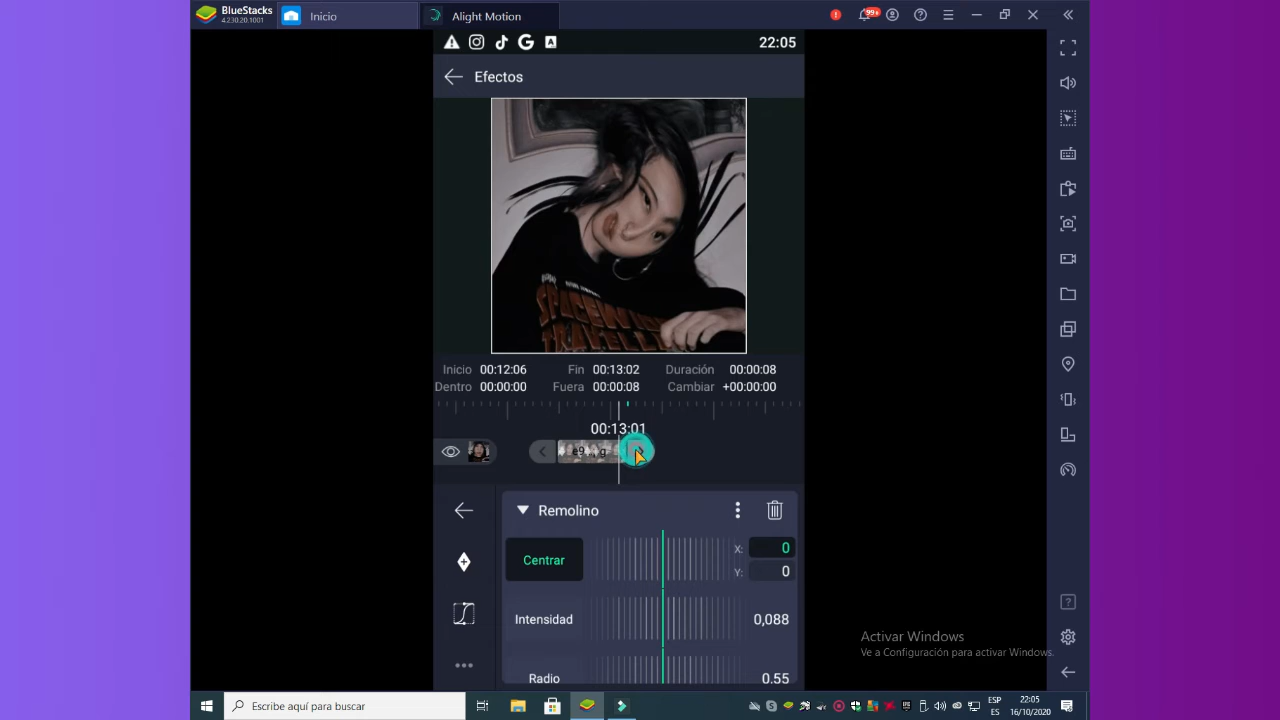 BlueStacks
4.230.20.1001
Inicio
Alight Motion
99+
22:05
Efectos
SPACE
TRAVELL
Inicio 00:12:06 Fin 00:13:02 Duración 00:00:08
Dentro 00:00:00 Fuera 00:00:08 Cambiar +00:00:00
00:13:01
Remolino
Centrar
X: 0
Y: 0
Intensidad 0,088
Radio 0.55
Activar Windows
Ve a Configuración para activar Windows.
Escribe aquí para buscar
ESP
ES
22:05
16/10/2020